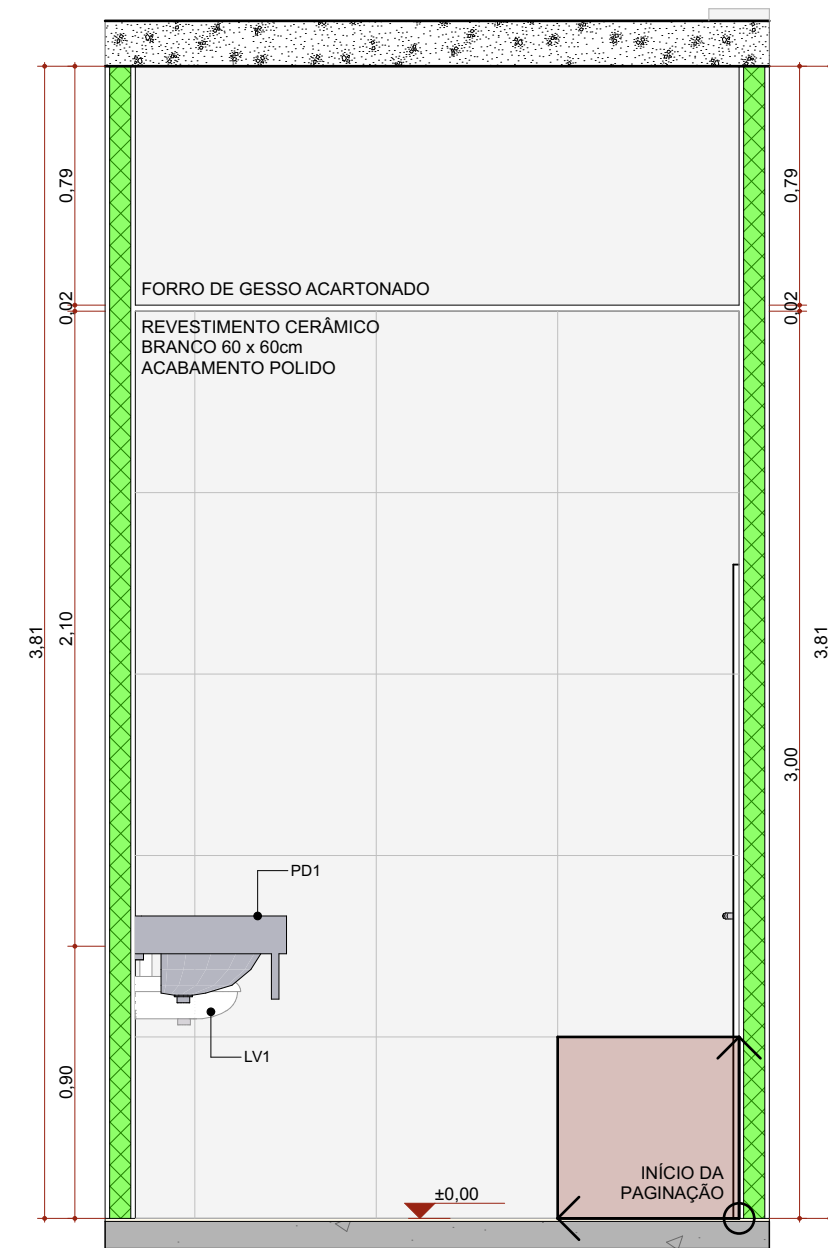 0,79
0,79
FORRO DE GESSO ACARTONADO
0,02
0,02
REVESTIMENTO CERÂMICO
BRANCO 60 x 60cm
ACABAMENTO POLIDO
3,81
2,10
3,81
3,00
PD1
LV1
0,90
INÍCIO DA
PAGINAÇÃO
±0,00